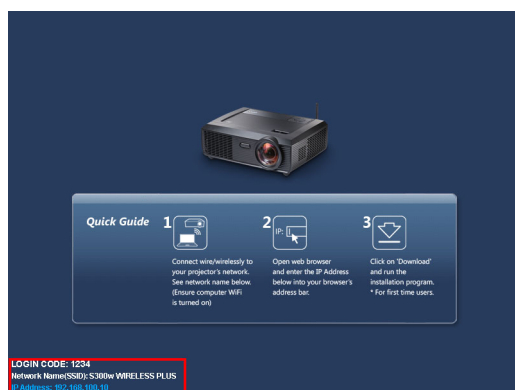 Quick Guide
1
Connect wire/wirelessly to
your projector's network.
See network name below.
(Ensure computer WiFi
is turned on)
2
IP:
Open web browser
and enter the IP Address
below into your browser's
address bar.
3
Click on 'Download'
and run the
installation program.
* For first time users.
LOGIN CODE: 1234
Network Name(SSID): S300w WIRELESS PLUS
IP Address: 192.168.100.10